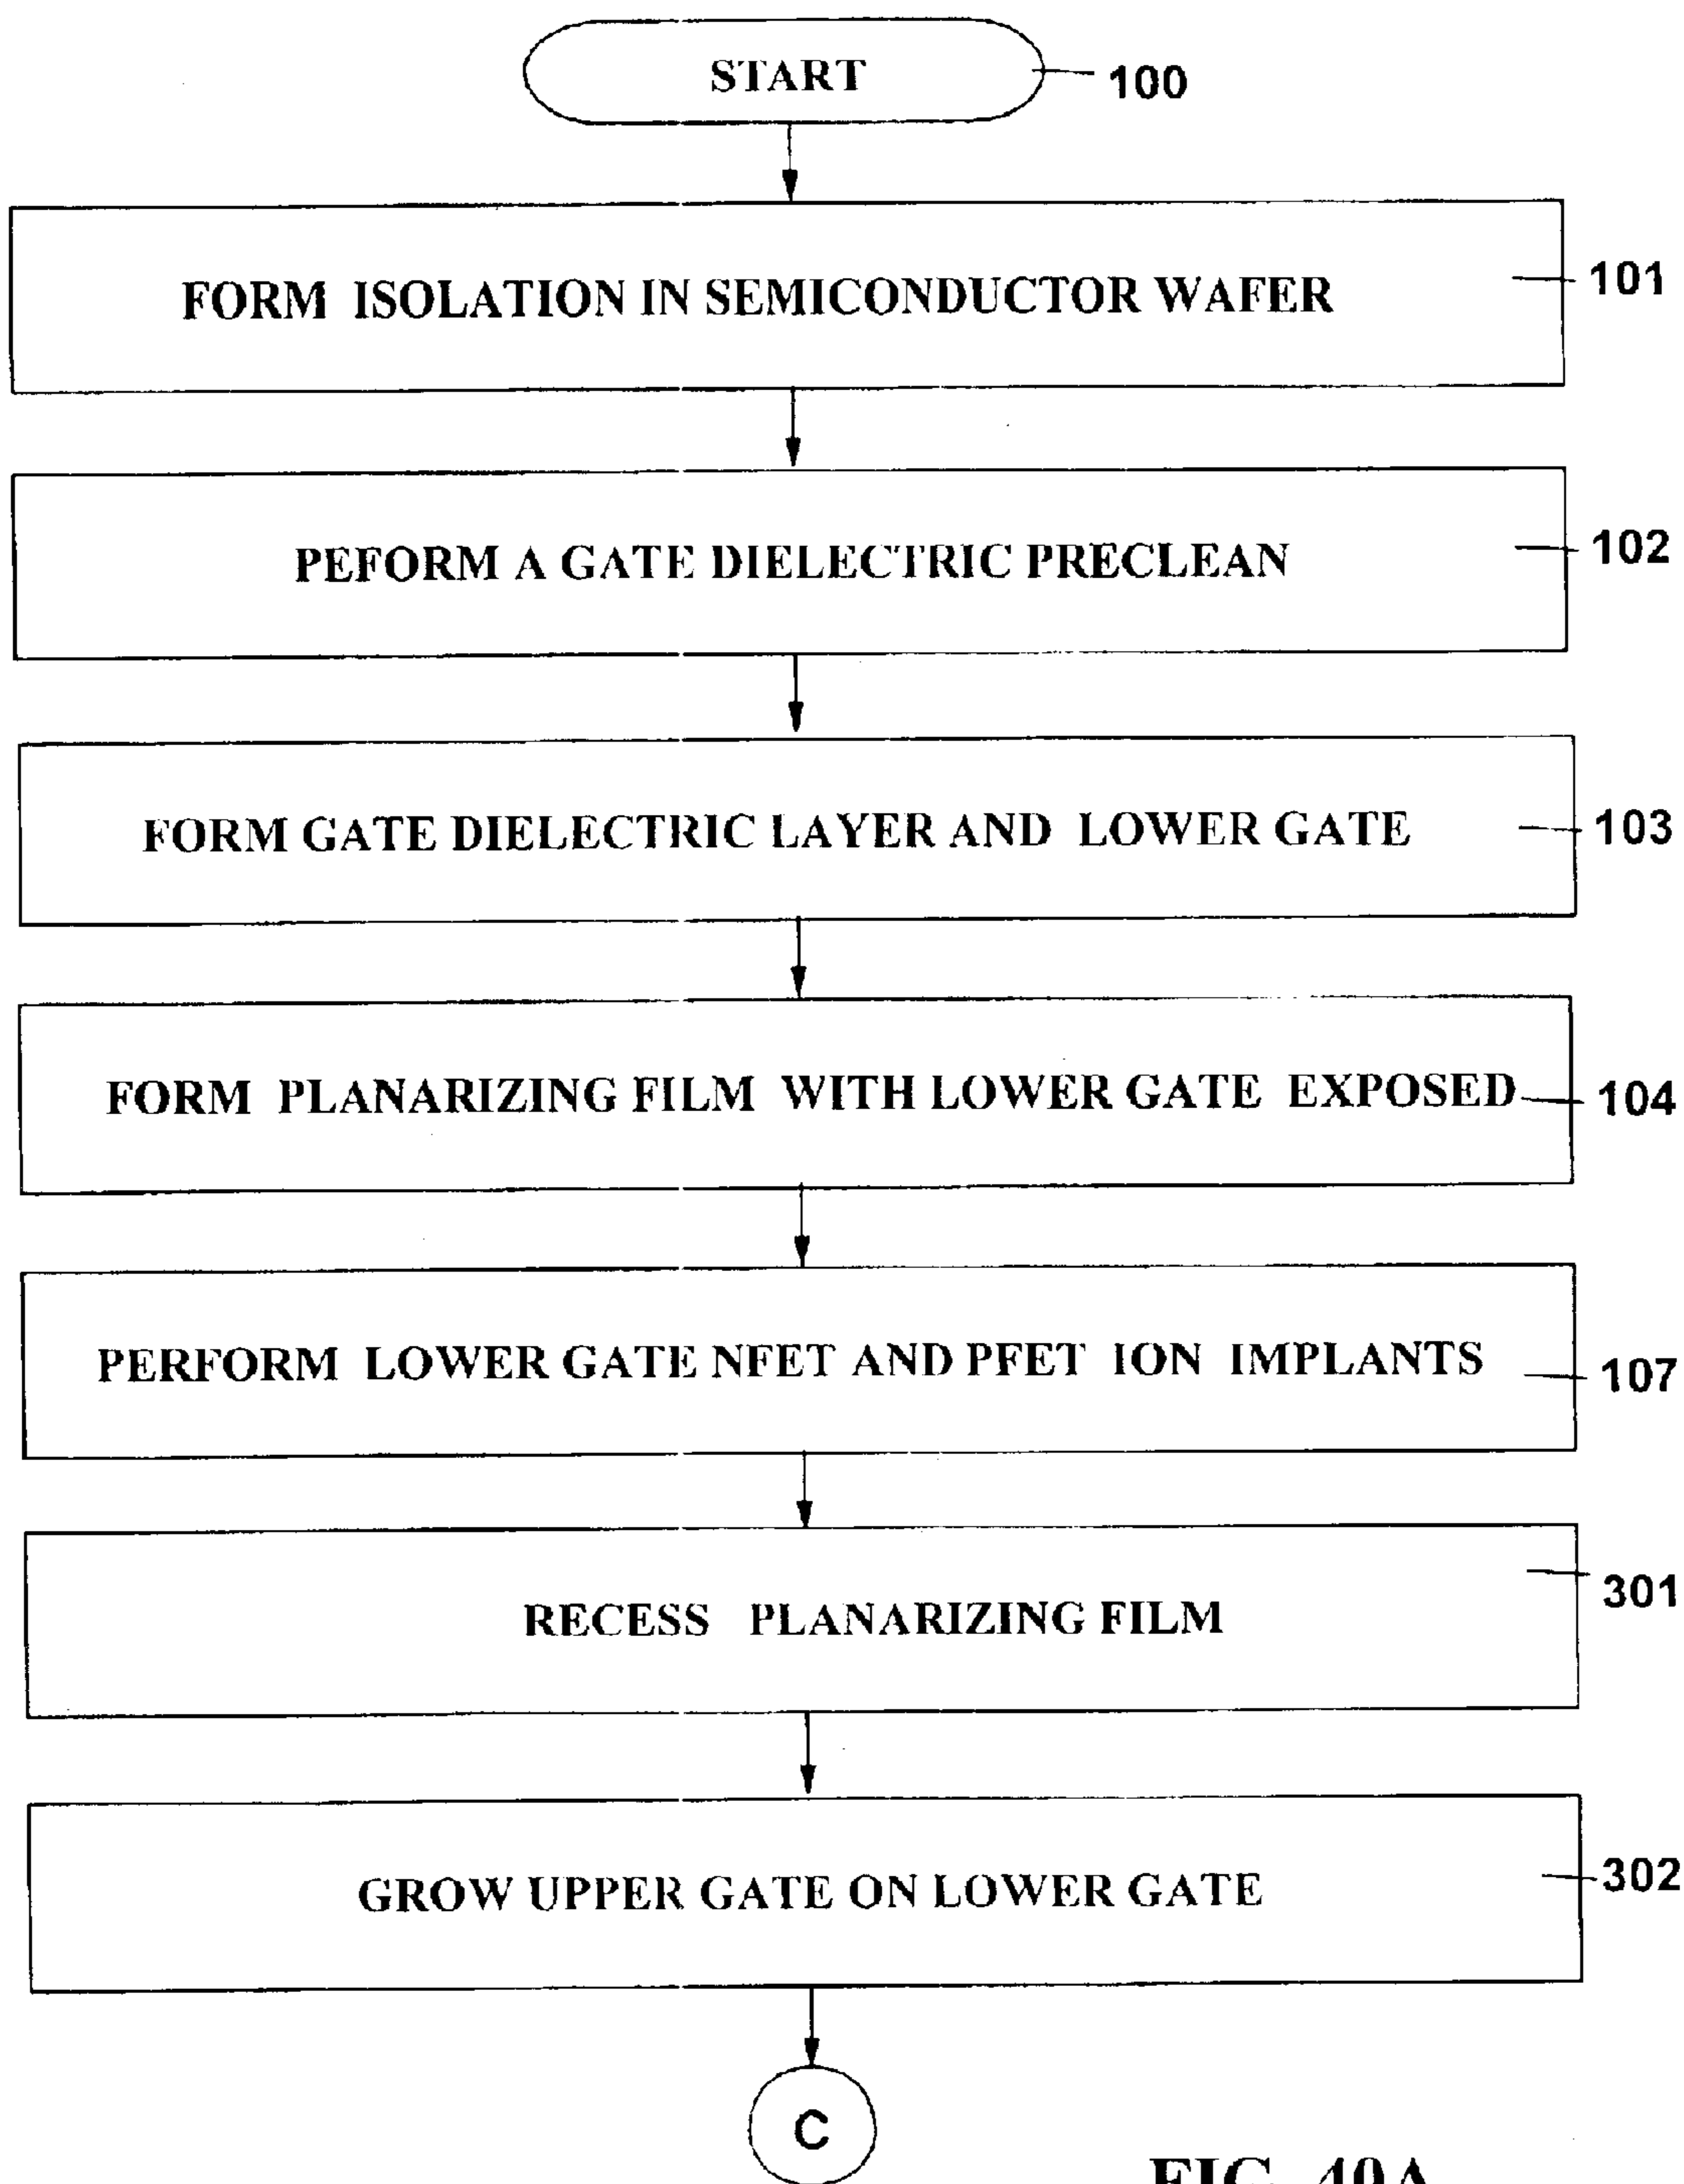 START 100
FORM ISOLATION IN SEMICONDUCTOR WAFER 101
PEFORM A GATE DIELECTRIC PRECLEAN 102
FORM GATE DIELECTRIC LAYER AND LOWER GATE 103
FORM PLANARIZING FILM WITH LOWER GATE EXPOSED 104
PERFORM LOWER GATE NFET AND PFET ION IMPLANTS 107
RECESS PLANARIZING FILM 301
GROW UPPER GATE ON LOWER GATE 302
C
FIG. 40A